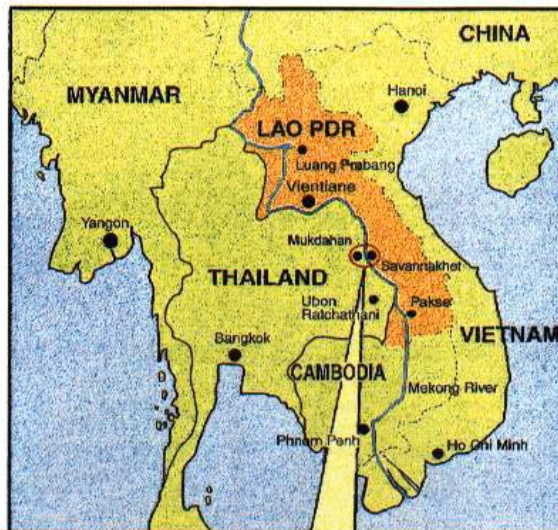 CHINA
MYANMAR
Hanoi
LAO PDR
Luang Prabang
Vientiane
Yangon
Mukdahan
Savannakhet
THAILAND
Ubon
Ratchathani
Pakse
VIETNAM
Bangkok
CAMBODIA
Mekong River
Phnom Penh
Ho Chi Minh